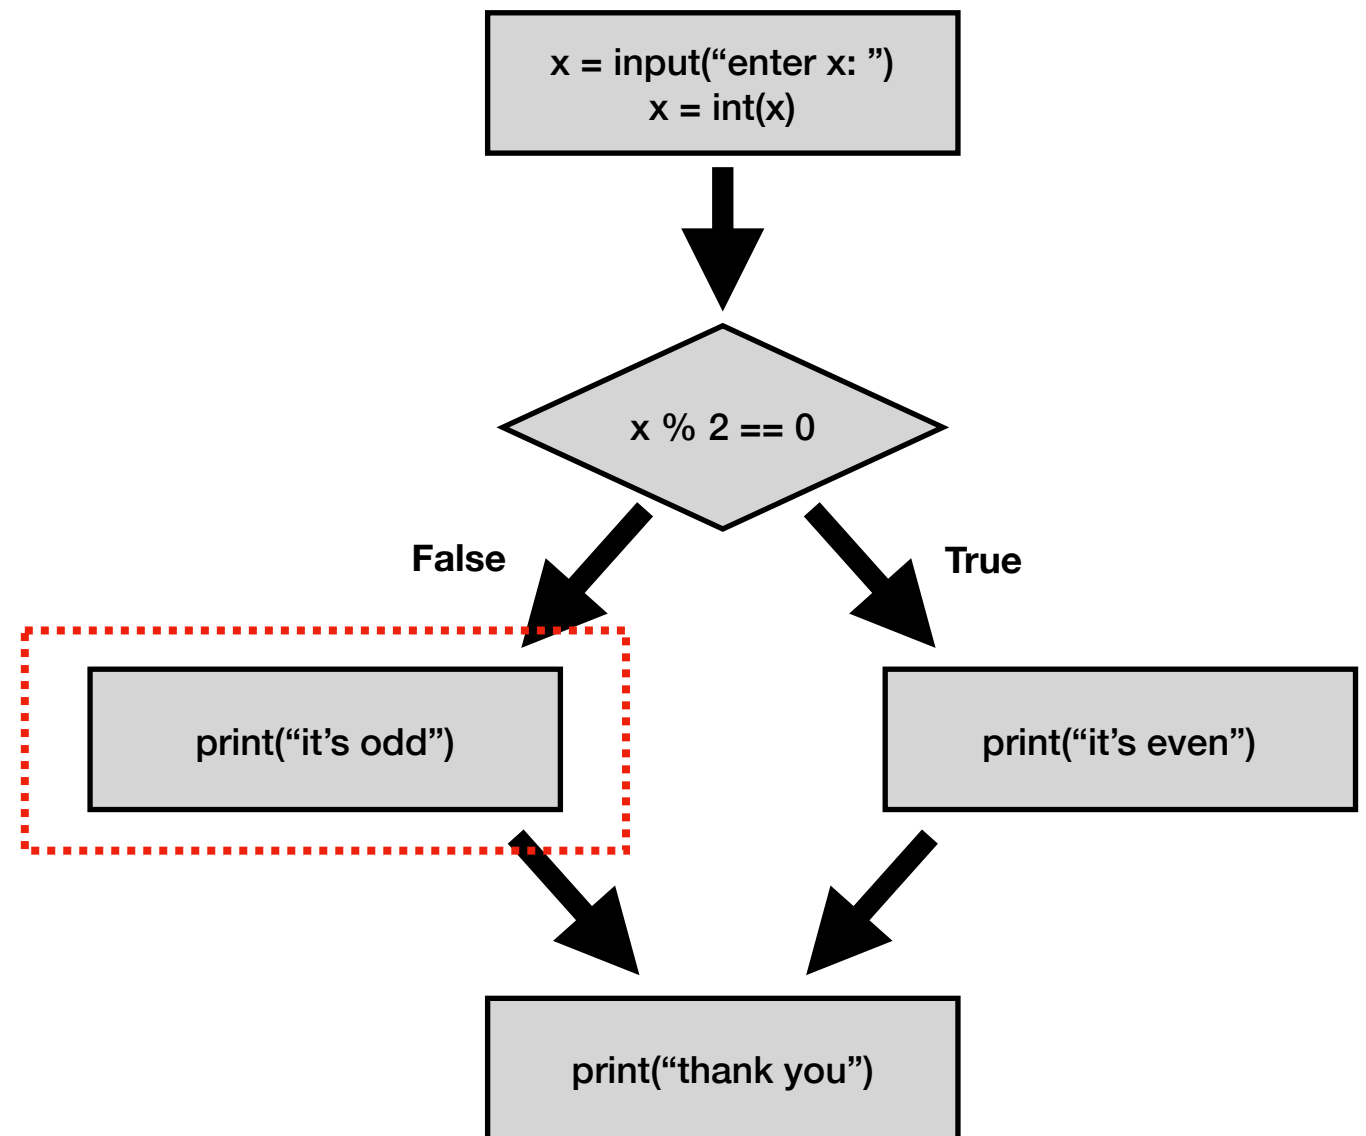 x = input(“enter x: ”)
x = int(x)
x % 2 == 0
False
True
print(“it’s odd”)
print(“it’s even”)
print(“thank you”)